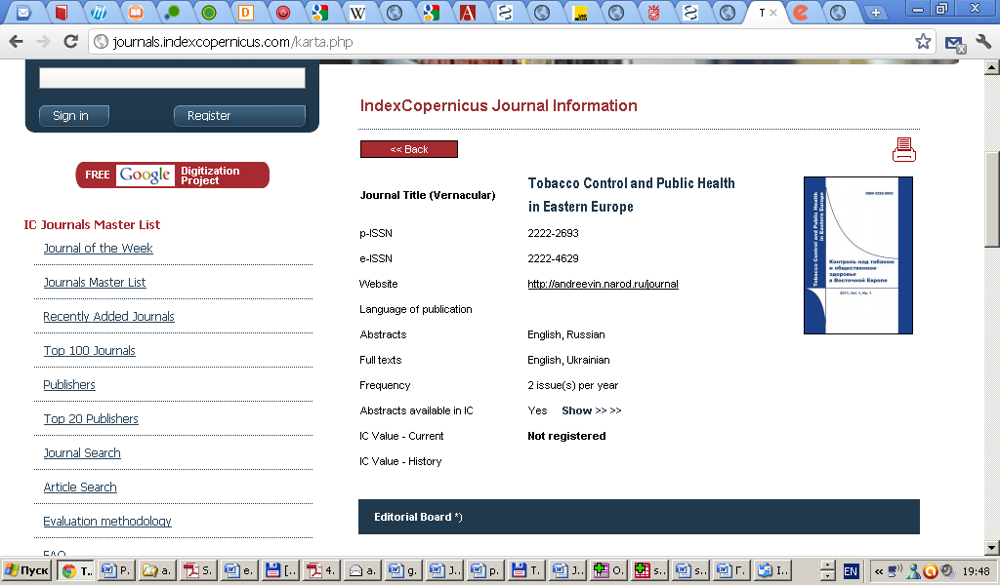 journals.indexcopernicus.com/karta.php
Sign in
Register
FREE Google Digitization
Project
IC Journals Master List
Journal of the Week
Journals Master List
Recently Added Journals
Top 100 Journals
Publishers
Top 20 Publishers
Journal Search
Article Search
Evaluation methodology
FAQ
IndexCopernicus Journal Information
<< Back
Journal Title (Vernacular) Tobacco Control and Public Health
in Eastern Europe
p-ISSN 2222-2693
e-ISSN 2222-4629
Website http://andreevin.narod.ru/journal
Language of publication
Abstracts English, Russian
Full texts English, Ukrainian
Frequency 2 issue(s) per year
Abstracts available in IC Yes Show >> >>
IC Value - Current Not registered
IC Value - History
ISSN 2222-2693
Tobacco Control and Public Health
in Eastern Europe
Контроль над табаком
и общественное
здоровье
в Восточной Европе
2011, Vol. 1, No. 1
Editorial Board *)
Пуск T.. P. a. S. e. [.. 4. a. g. J.. p. T. J.. O. s.. s.. Г. I.. EN « 19:48